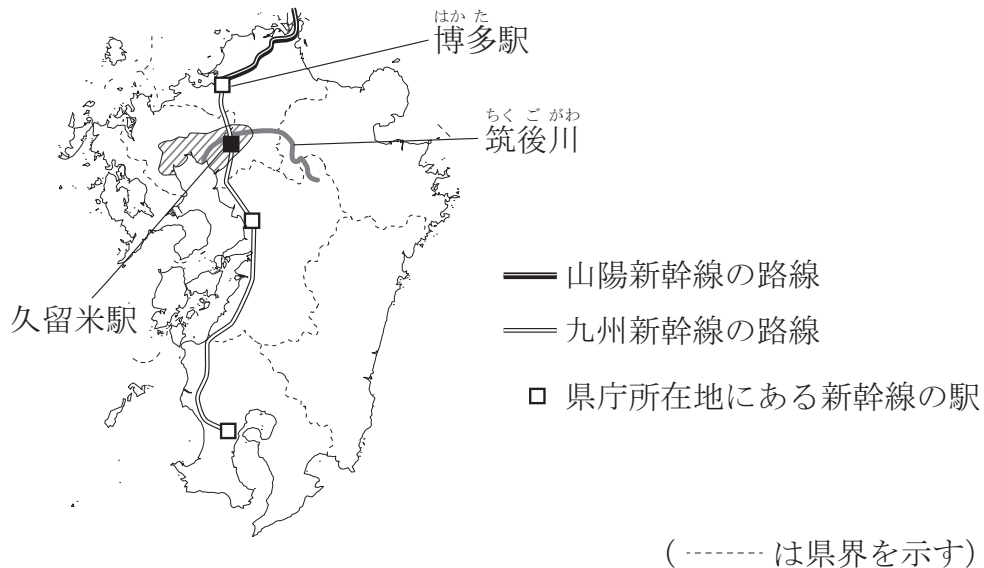 はかた
博多駅
ちくごがわ
筑後川
久留米駅
山陽新幹線の路線
九州新幹線の路線
県庁所在地にある新幹線の駅
( -------- は県界を示す)